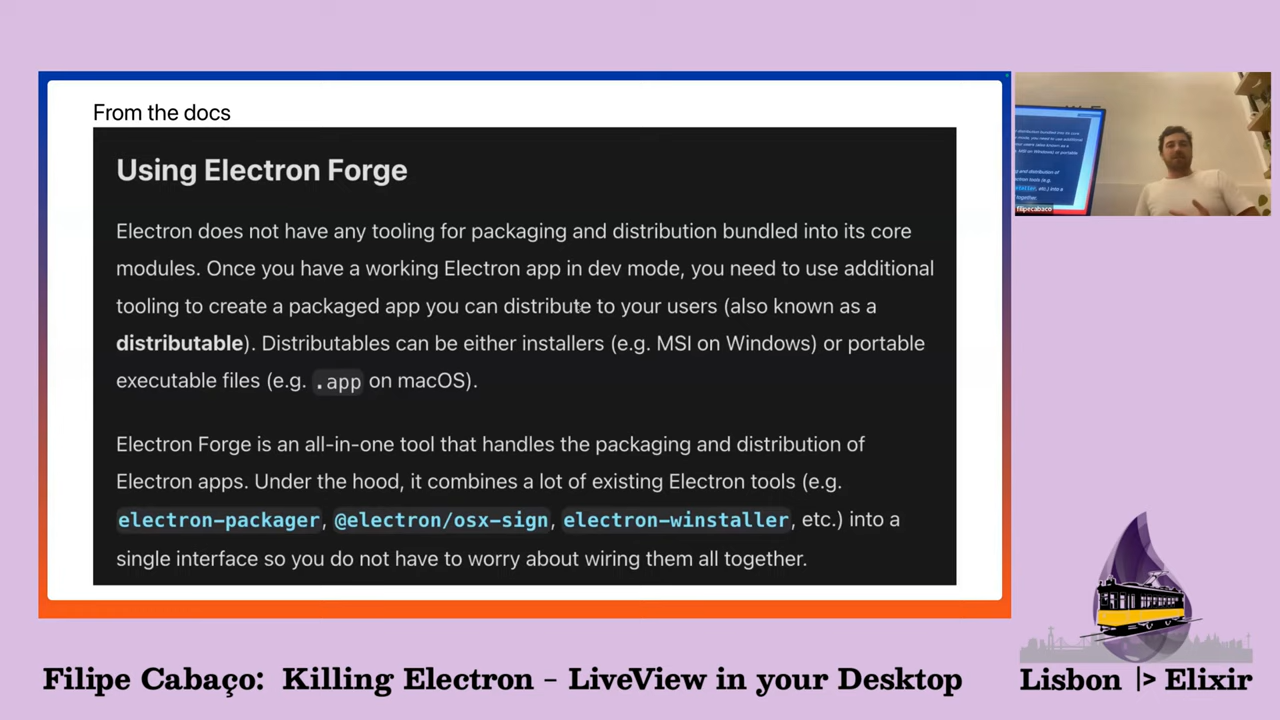 From the docs
Using Electron Forge
Electron does not have any tooling for packaging and distribution bundled into its core
modules. Once you have a working Electron app in dev mode, you need to use additional
tooling to create a packaged app you can distribute to your users (also known as a
distributable). Distributables can be either installers (e.g. MSI on Windows) or portable
executable files (e.g. .app on macOS).
Electron Forge is an all-in-one tool that handles the packaging and distribution of
Electron apps. Under the hood, it combines a lot of existing Electron tools (e.g.
electron-packager, @electron/osx-sign, electron-winstaller, etc.) into a
single interface so you do not have to worry about wiring them all together.
filipecabaco
Filipe Cabaço: Killing Electron - LiveView in your Desktop
Lisbon |> Elixir